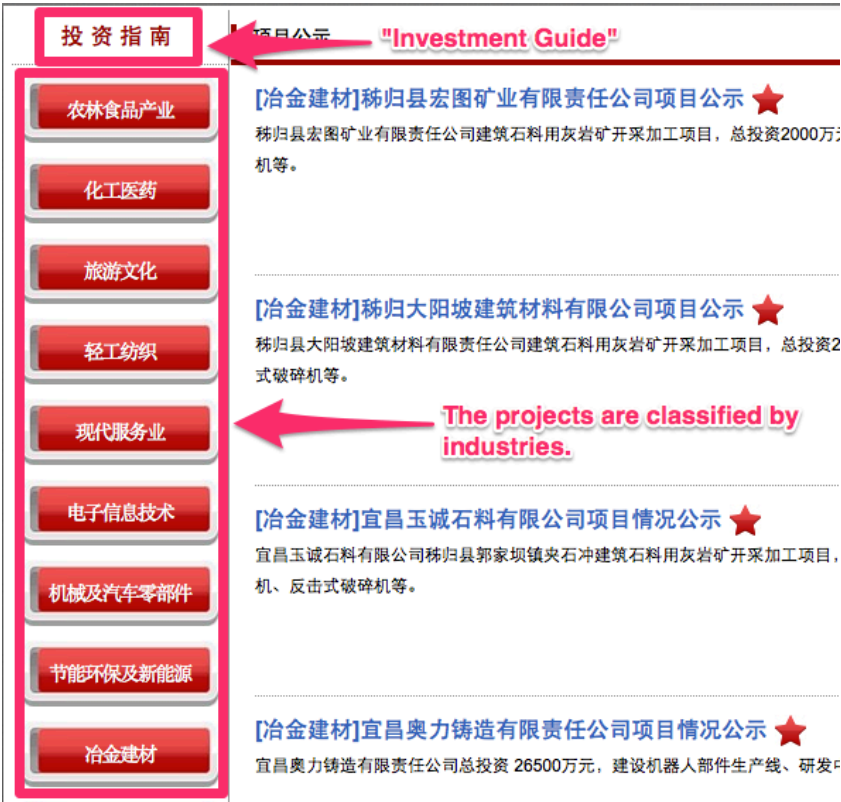 投资指南
"Investment Guide"
项目公示
农林食品产业
化工医药
旅游文化
轻工纺织
现代服务业
电子信息技术
机械及汽车零部件
节能环保及新能源
冶金建材
[冶金建材]秭归县宏图矿业有限责任公司项目公示
秭归县宏图矿业有限责任公司建筑石料用灰岩矿开采加工项目，总投资2000万
机等。
[冶金建材]秭归大阳坡建筑材料有限公司项目公示
秭归县大阳坡建筑材料有限责任公司建筑石料用灰岩矿开采加工项目，总投资2
式破碎机等。
The projects are classified by
industries.
[冶金建材]宜昌玉诚石料有限公司项目情况公示
宜昌玉诚石料有限公司秭归县郭家坝镇夹石冲建筑石料用灰岩矿开采加工项目，
机、反击式破碎机等。
[冶金建材]宜昌奥力铸造有限责任公司项目情况公示
宜昌奥力铸造有限责任公司总投资 26500万元，建设机器人部件生产线、研发